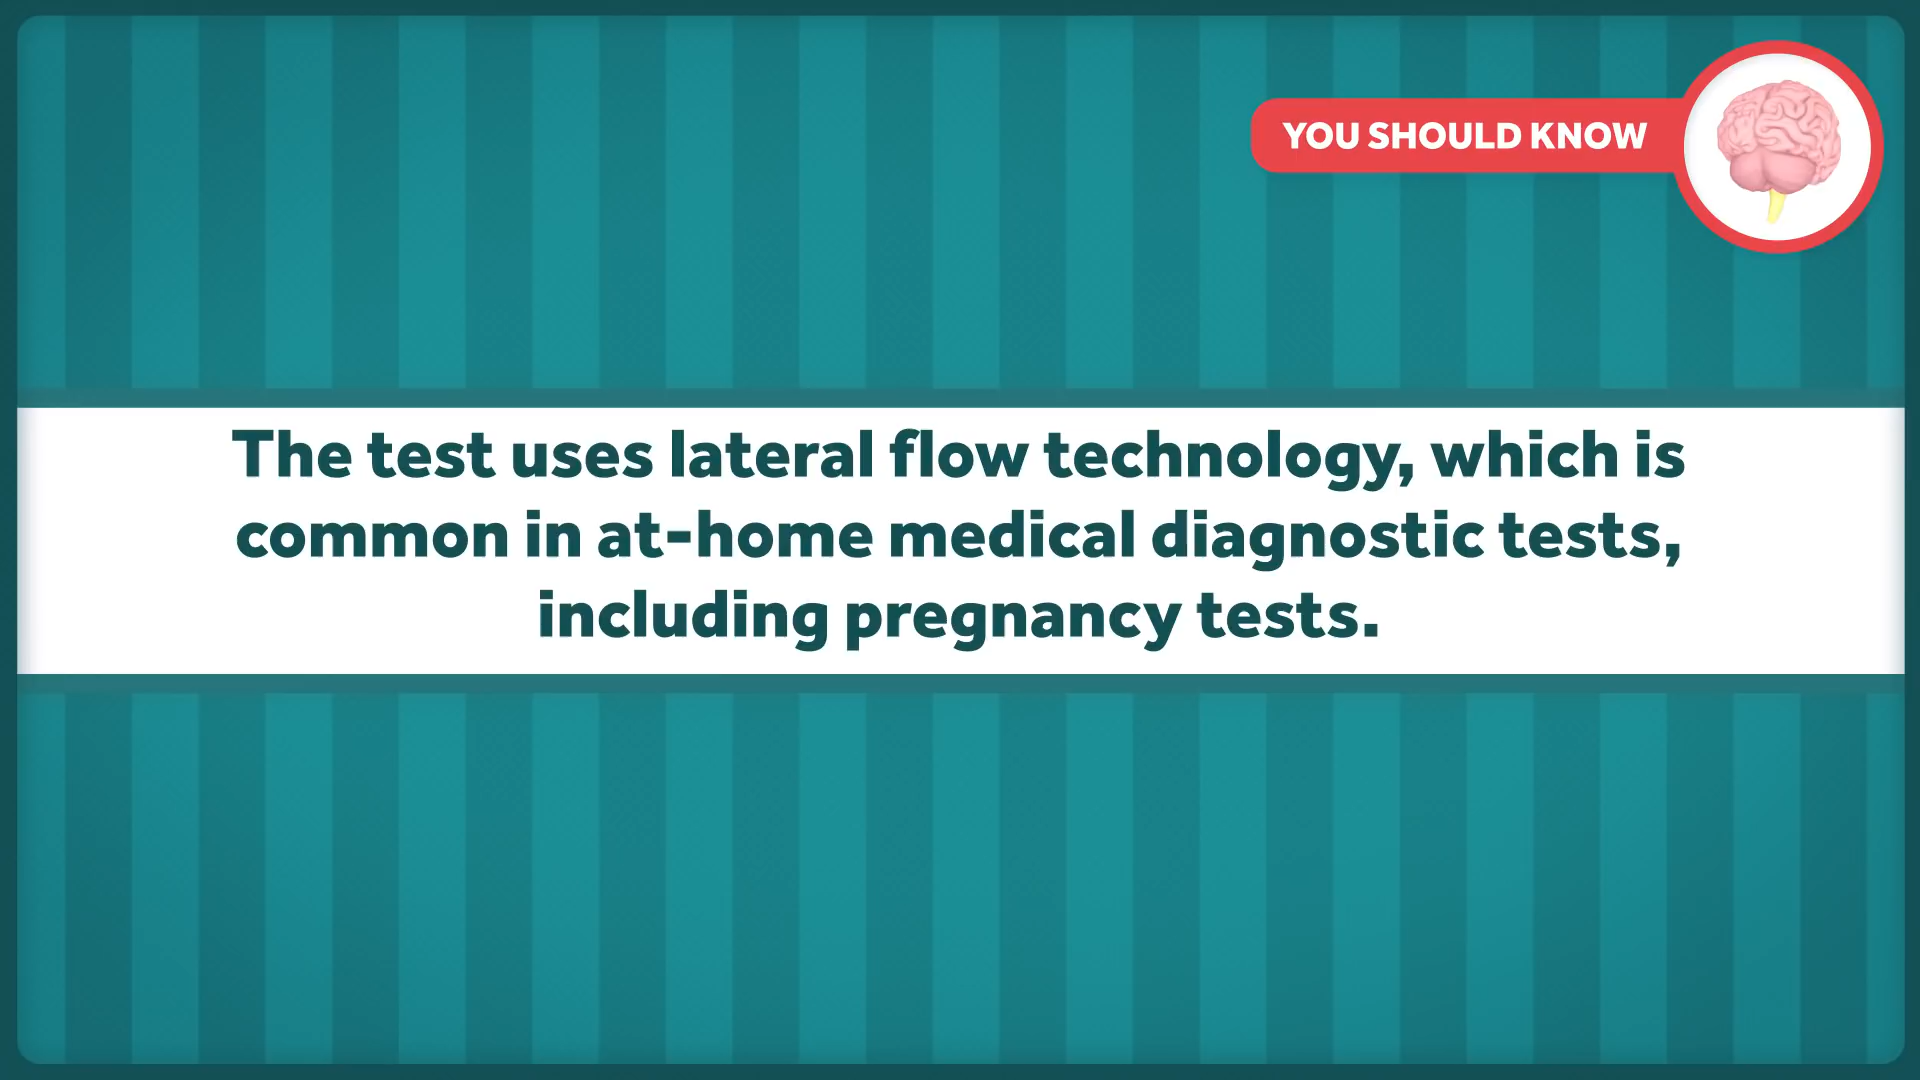 YOU SHOULD KNOW
The test uses lateral flow technology, which is
common in at-home medical diagnostic tests,
including pregnancy tests.